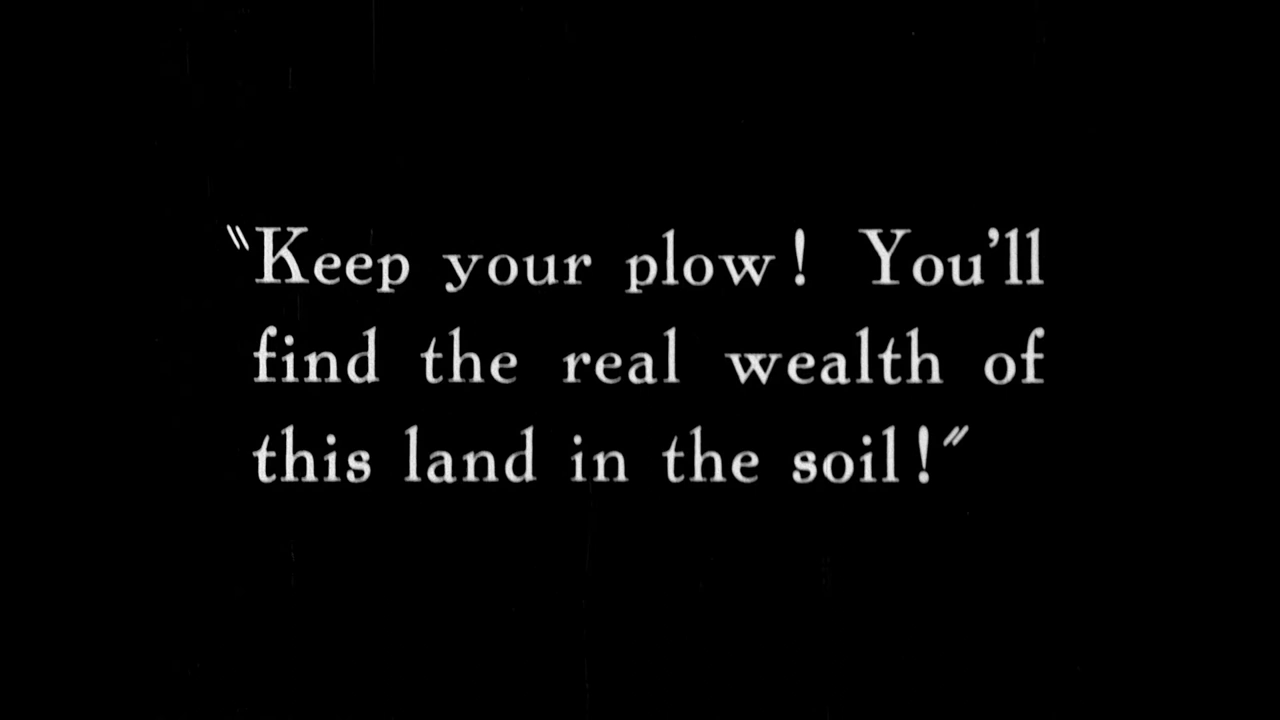 "Keep your plow! You'll
find the real wealth of
this land in the soil!"